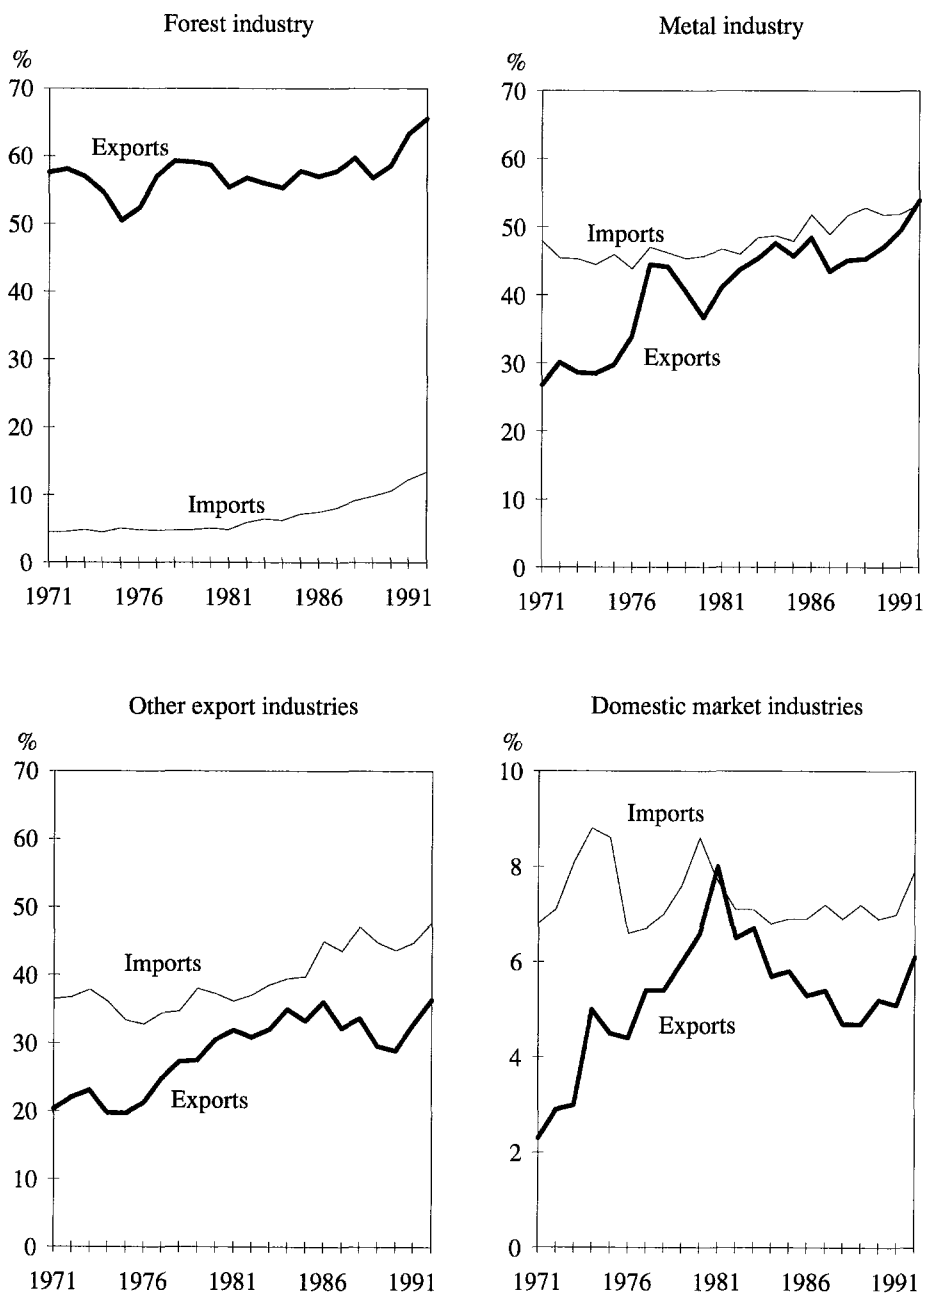 Forest industry
%
70
60
50
40
30
20
10
0
Exports
Imports
1971 1976 1981 1986 1991
Metal industry
%
70
60
50
40
30
20
10
0
Imports
Exports
1971 1976 1981 1986 1991
Other export industries
%
70
60
50
40
30
20
10
0
Imports
Exports
1971 1976 1981 1986 1991
Domestic market industries
%
10
8
6
4
2
0
Imports
Exports
1971 1976 1981 1986 1991